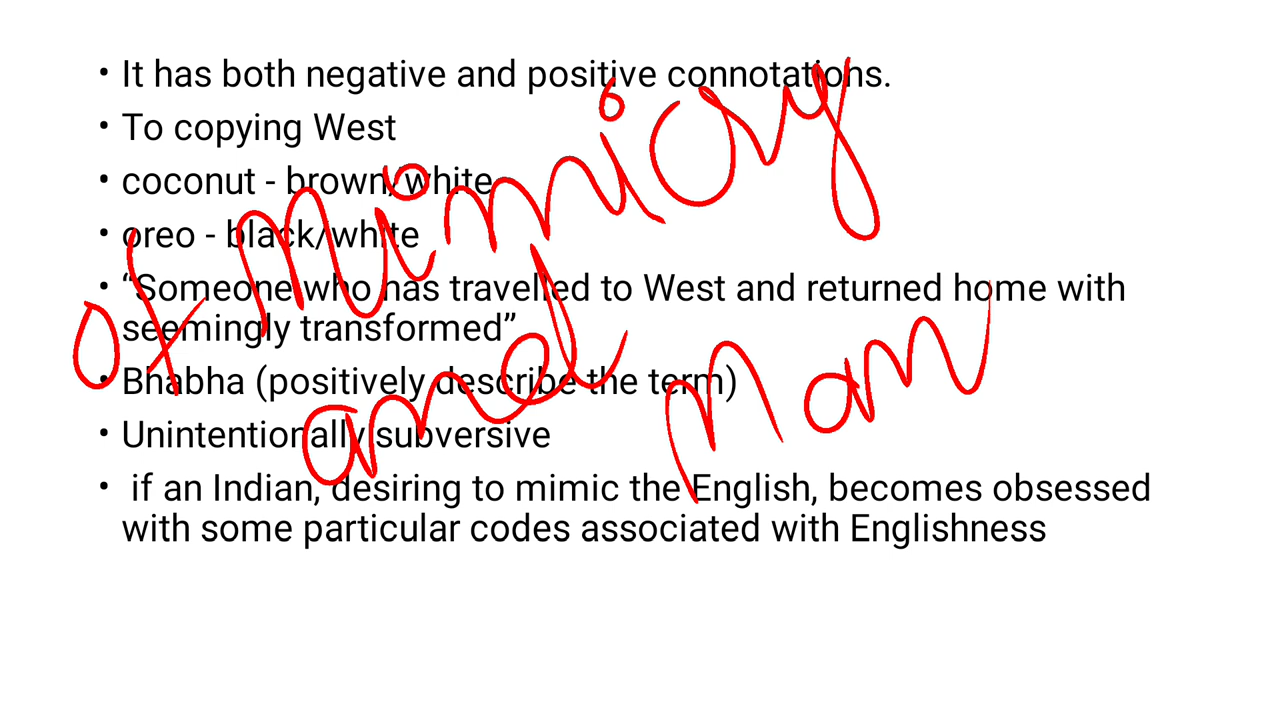 • It has both negative and positive connotations.
• To copying West
• coconut - brown/white
• oreo - black/white
• “Someone who has travelled to West and returned home with
seemingly transformed”
• Bhabha (positively describe the term)
• Unintentionally subversive
• if an Indian, desiring to mimic the English, becomes obsessed
with some particular codes associated with Englishness
of Mimicry
and Man